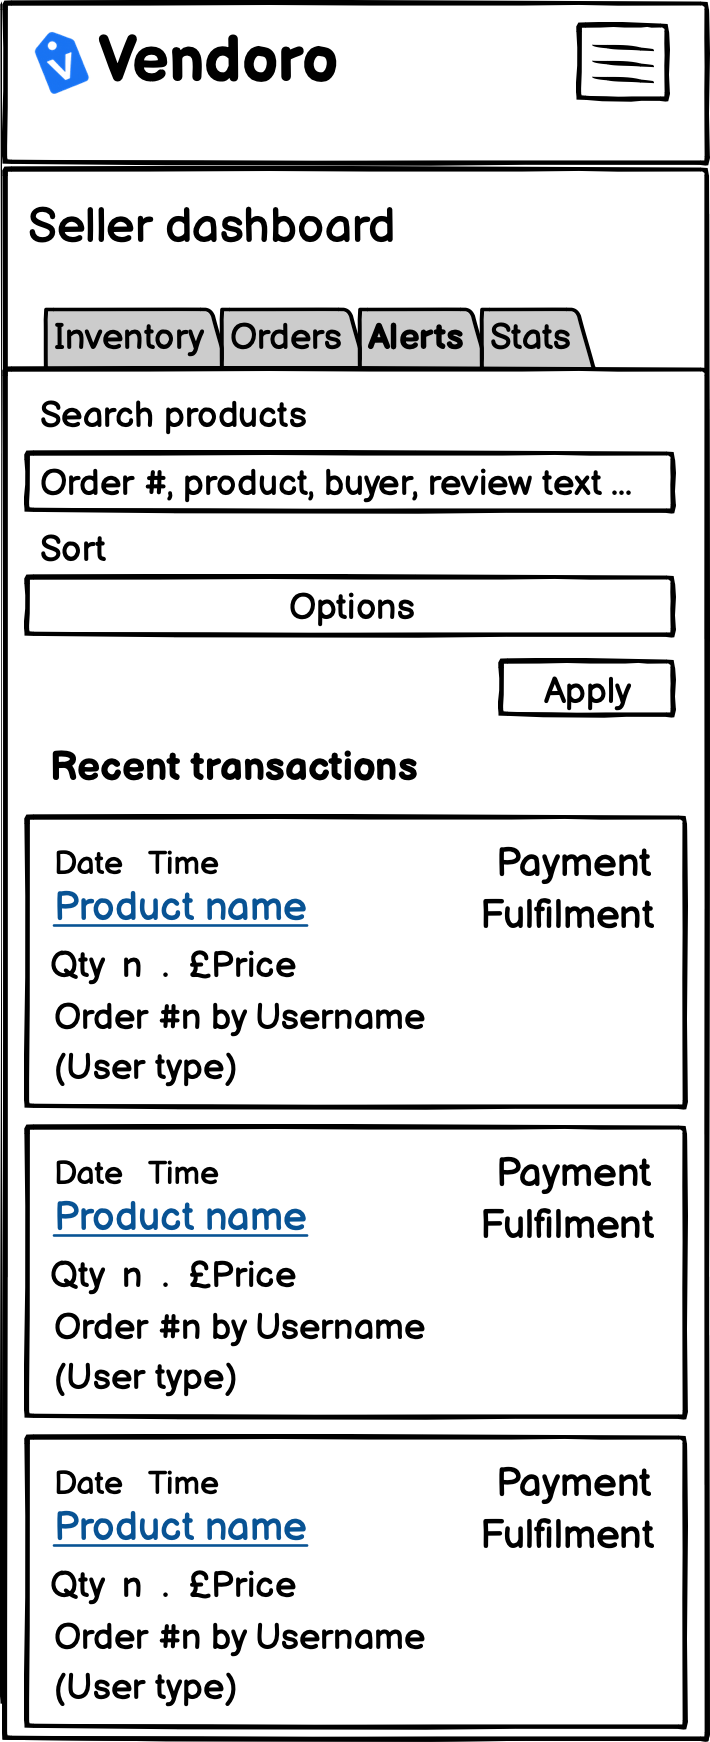 Vendoro
Seller dashboard
Inventory Orders Alerts Stats
Search products
Order #, product, buyer, review text ...
Sort
Options
Apply
Recent transactions
Date Time Payment
Product name Fulfilment
Qty n . £Price
Order #n by Username
(User type)
Date Time Payment
Product name Fulfilment
Qty n . £Price
Order #n by Username
(User type)
Date Time Payment
Product name Fulfilment
Qty n . £Price
Order #n by Username
(User type)